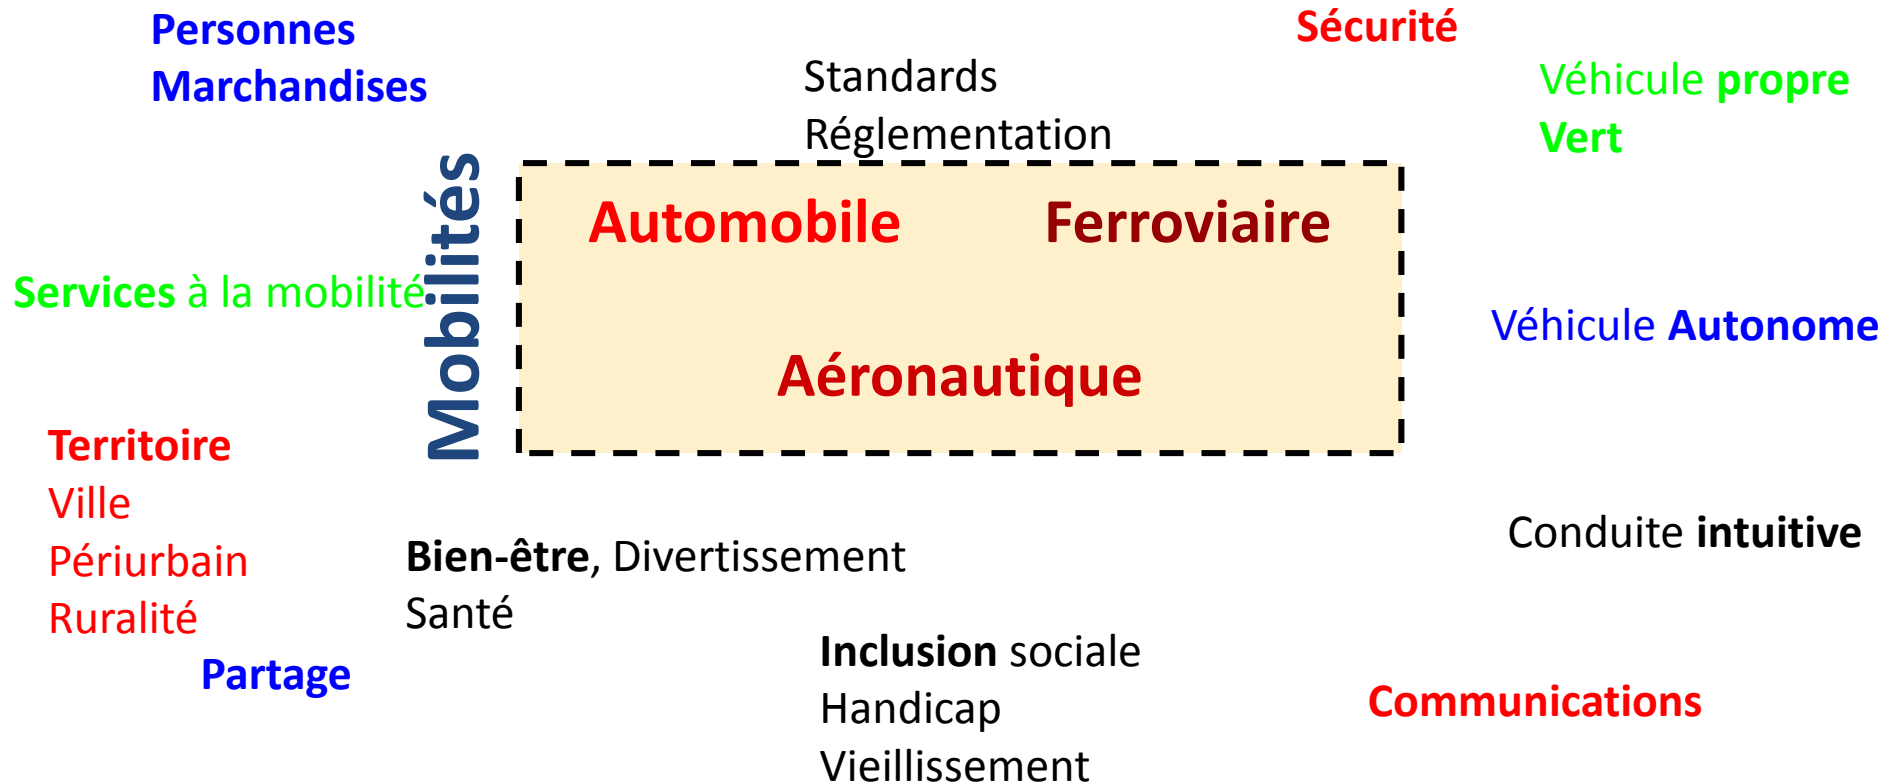 Personnes
Marchandises
Standards
Réglementation
Sécurité
Véhicule propre
Vert
Mobilités
Automobile
Ferroviaire
Aéronautique
Services à la mobilité
Véhicule Autonome
Territoire
Ville
Périurbain
Ruralité
Bien-être, Divertissement
Santé
Conduite intuitive
Partage
Inclusion sociale
Handicap
Vieillissement
Communications